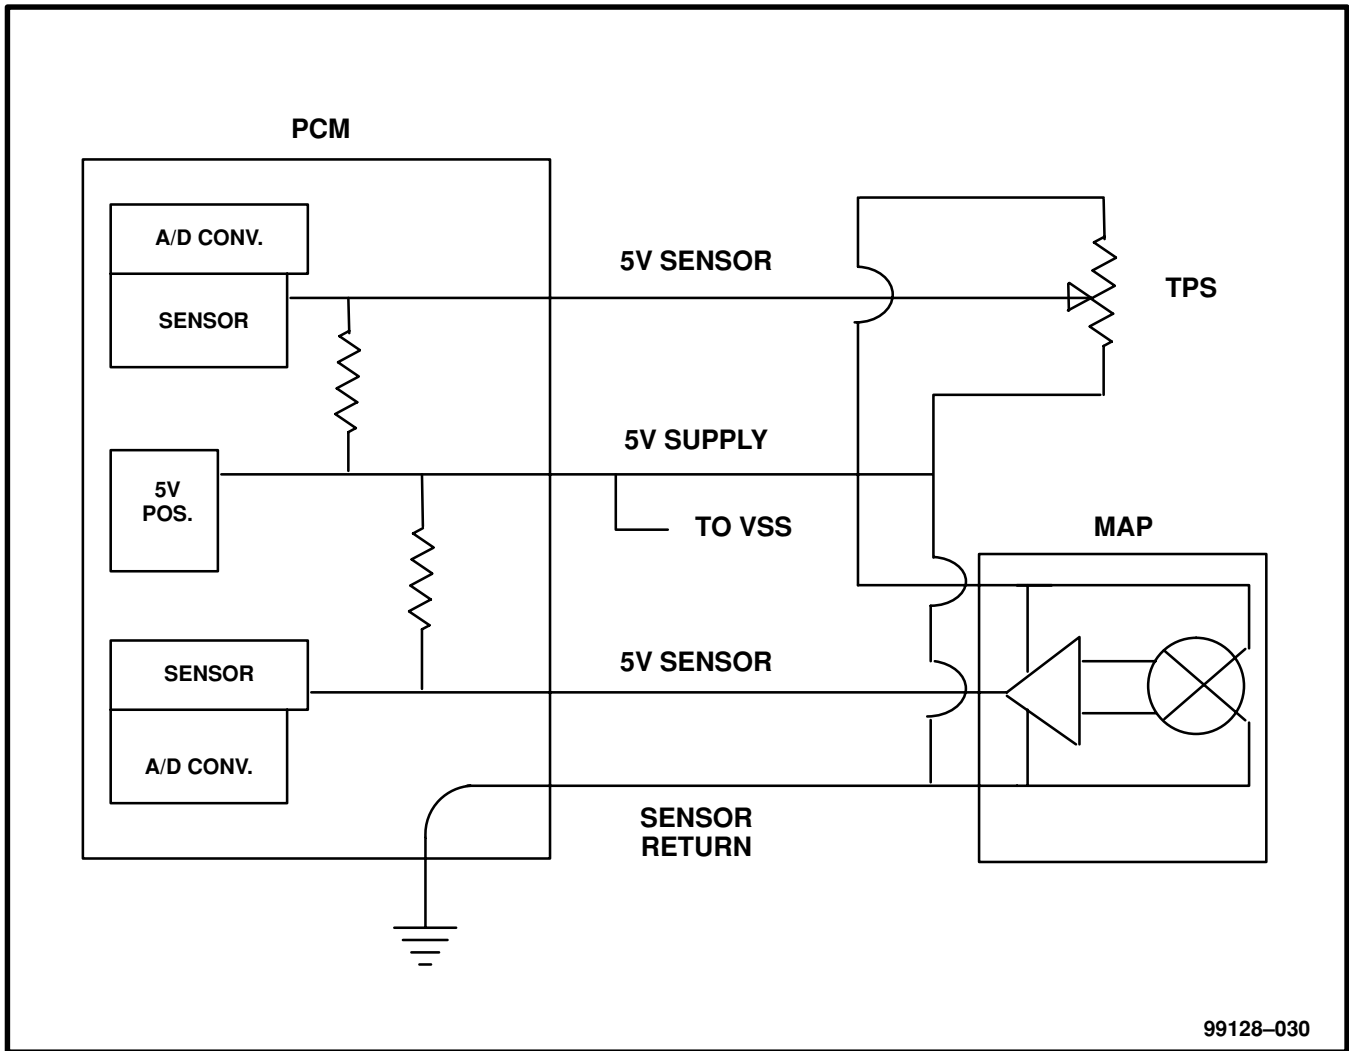 PCM
A/D CONV.
SENSOR
5V SENSOR
TPS
5V SUPPLY
5V
POS.
TO VSS
MAP
SENSOR
5V SENSOR
A/D CONV.
SENSOR
RETURN
99128–030